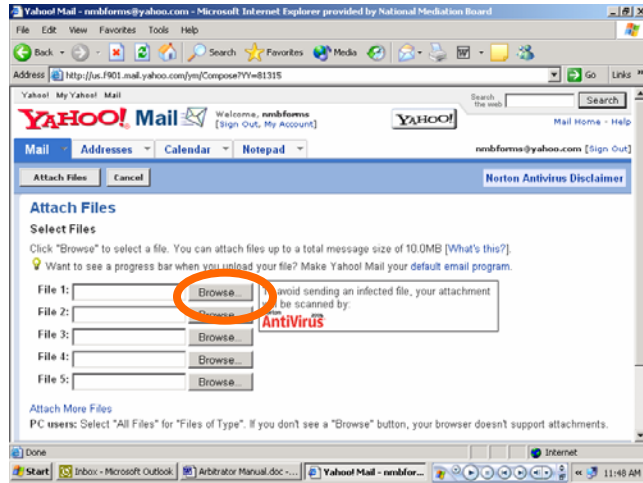 Yahoo! Mail - nmbforms@yahoo.com - Microsoft Internet Explorer provided by National Mediation Board
File Edit View Favorites Tools Help
Back Search Favorites Media
Address http://us.f901.mail.yahoo.com/ym/Compose?YY=81315 Go Links
Yahoo! My Yahoo! Mail Search the web Search
YAHOO! Mail Welcome, nmbforms [Sign Out, My Account] YAHOO! Mail Home - Help
Mail Addresses Calendar Notepad nmbforms@yahoo.com [Sign Out]
Attach Files Cancel Norton Antivirus Disclaimer
Attach Files
Select Files
Click "Browse" to select a file. You can attach files up to a total message size of 10.0MB [What's this?].
Want to see a progress bar when you upload your file? Make Yahoo! Mail your default email program.
File 1: Browse... avoid sending an infected file, your attachment
be scanned by:
File 2: Browse... Norton AntiVirus
File 3: Browse...
File 4: Browse...
File 5: Browse...
Attach More Files
PC users: Select "All Files" for "Files of Type". If you don't see a "Browse" button, your browser doesn't support attachments.
Done Internet
Start Inbox - Microsoft Outlook Arbitrator Manual.doc -... Yahoo! Mail - nmbfor... 11:48 AM